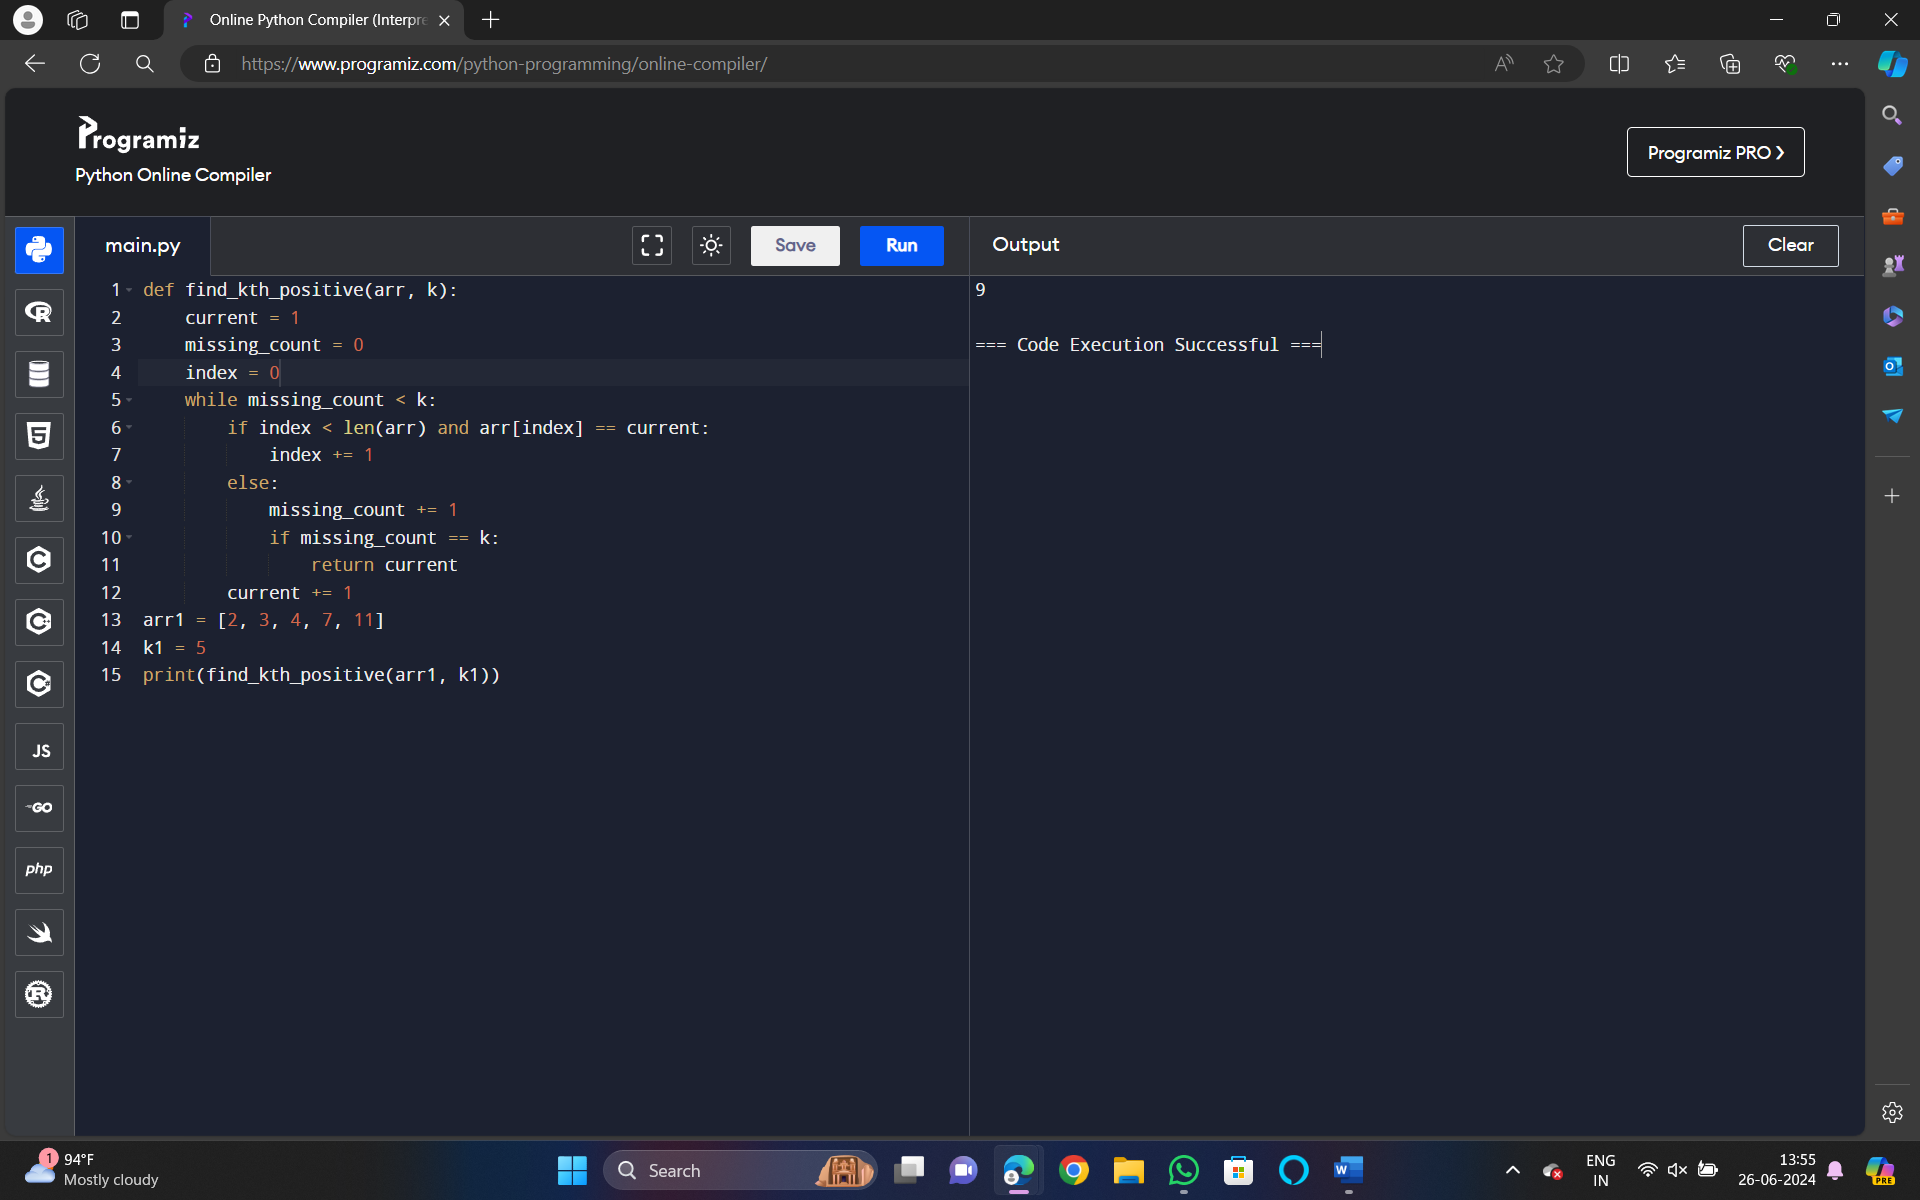 Online Python Compiler (Interpre
https://www.programiz.com/python-programming/online-compiler/
Programiz
Python Online Compiler
Programiz PRO ❯
main.py
Save
Run
Output
Clear
1 def find_kth_positive(arr, k):
2 current = 1
3 missing_count = 0
4 index = 0
5 while missing_count < k:
6 if index < len(arr) and arr[index] == current:
7 index += 1
8 else:
9 missing_count += 1
10 if missing_count == k:
11 return current
12 current += 1
13 arr1 = [2, 3, 4, 7, 11]
14 k1 = 5
15 print(find_kth_positive(arr1, k1))
9
=== Code Execution Successful ===
R
5
C
C
C
JS
GO
php
R
1
94°F
Mostly cloudy
Search
W
ENG
IN
13:55
26-06-2024
PRE